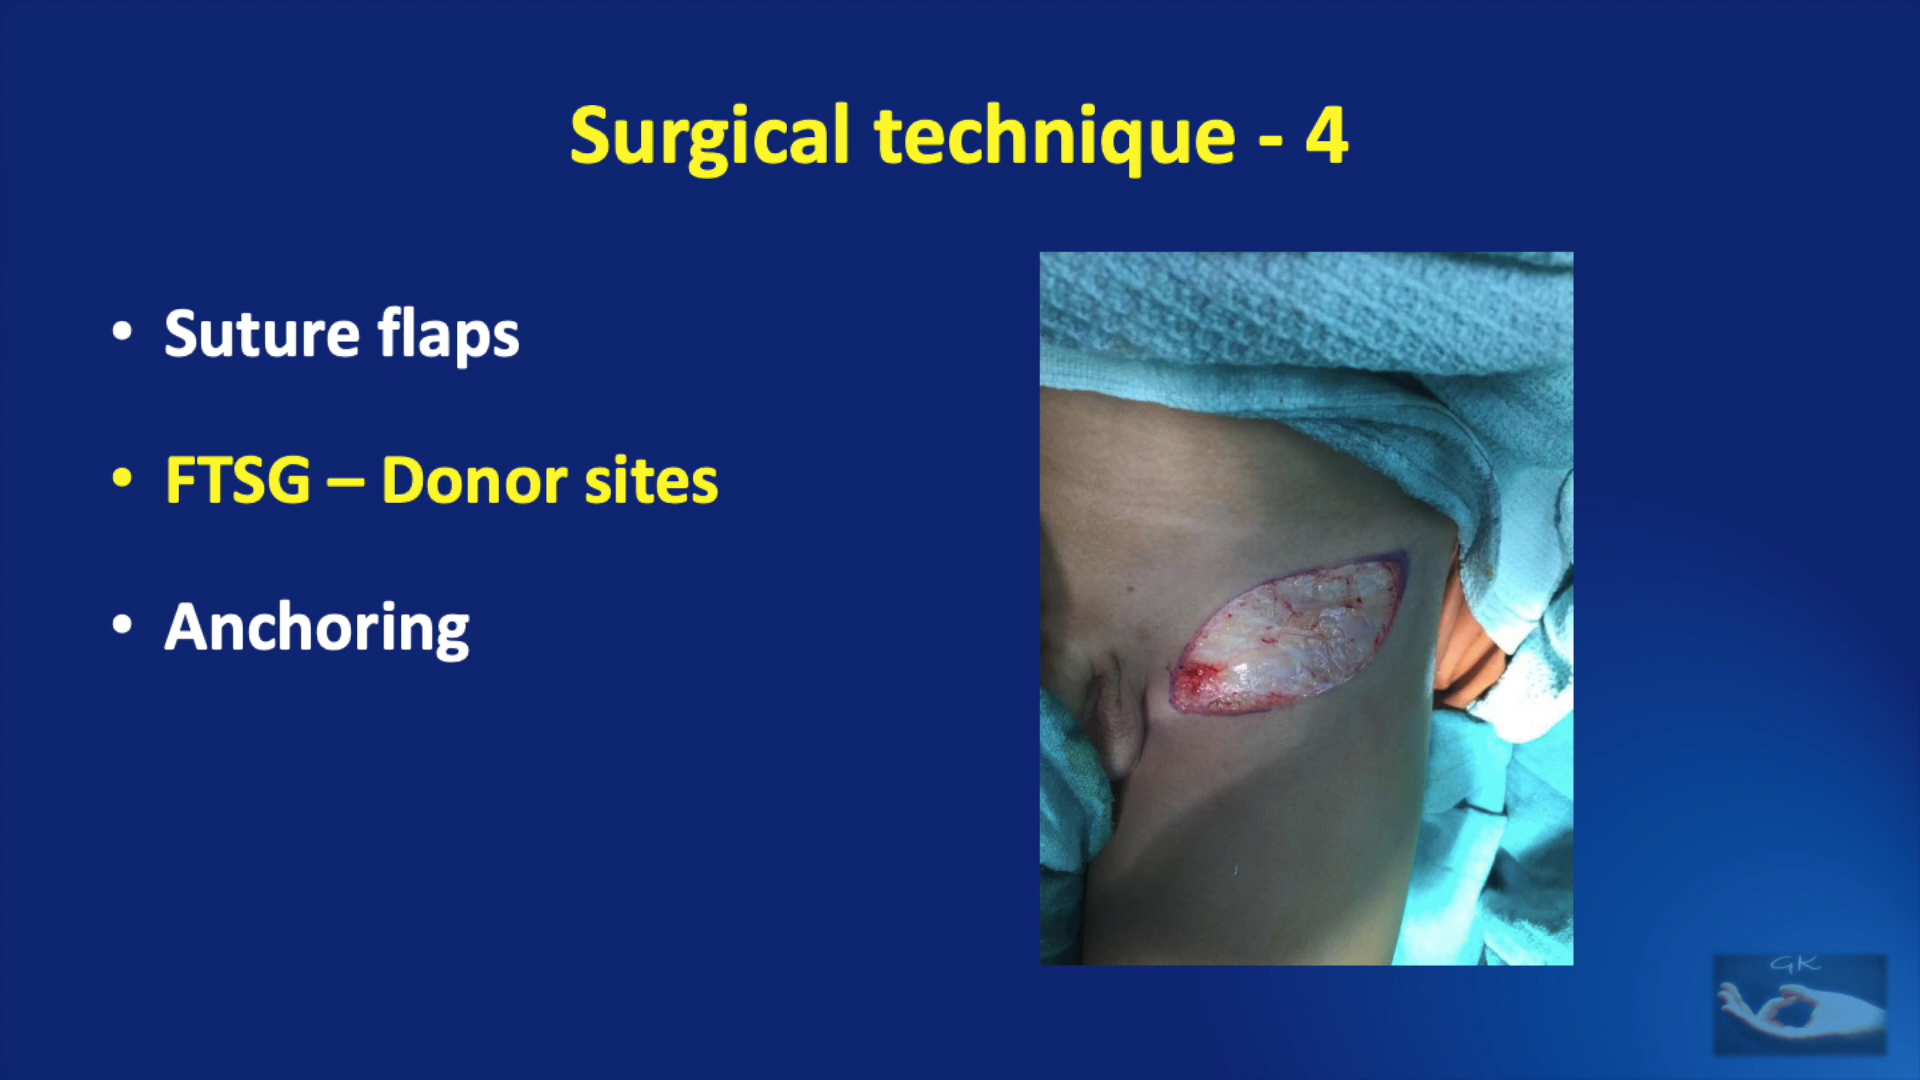 Surgical technique - 4
• Suture flaps
• FTSG – Donor sites
• Anchoring
GK